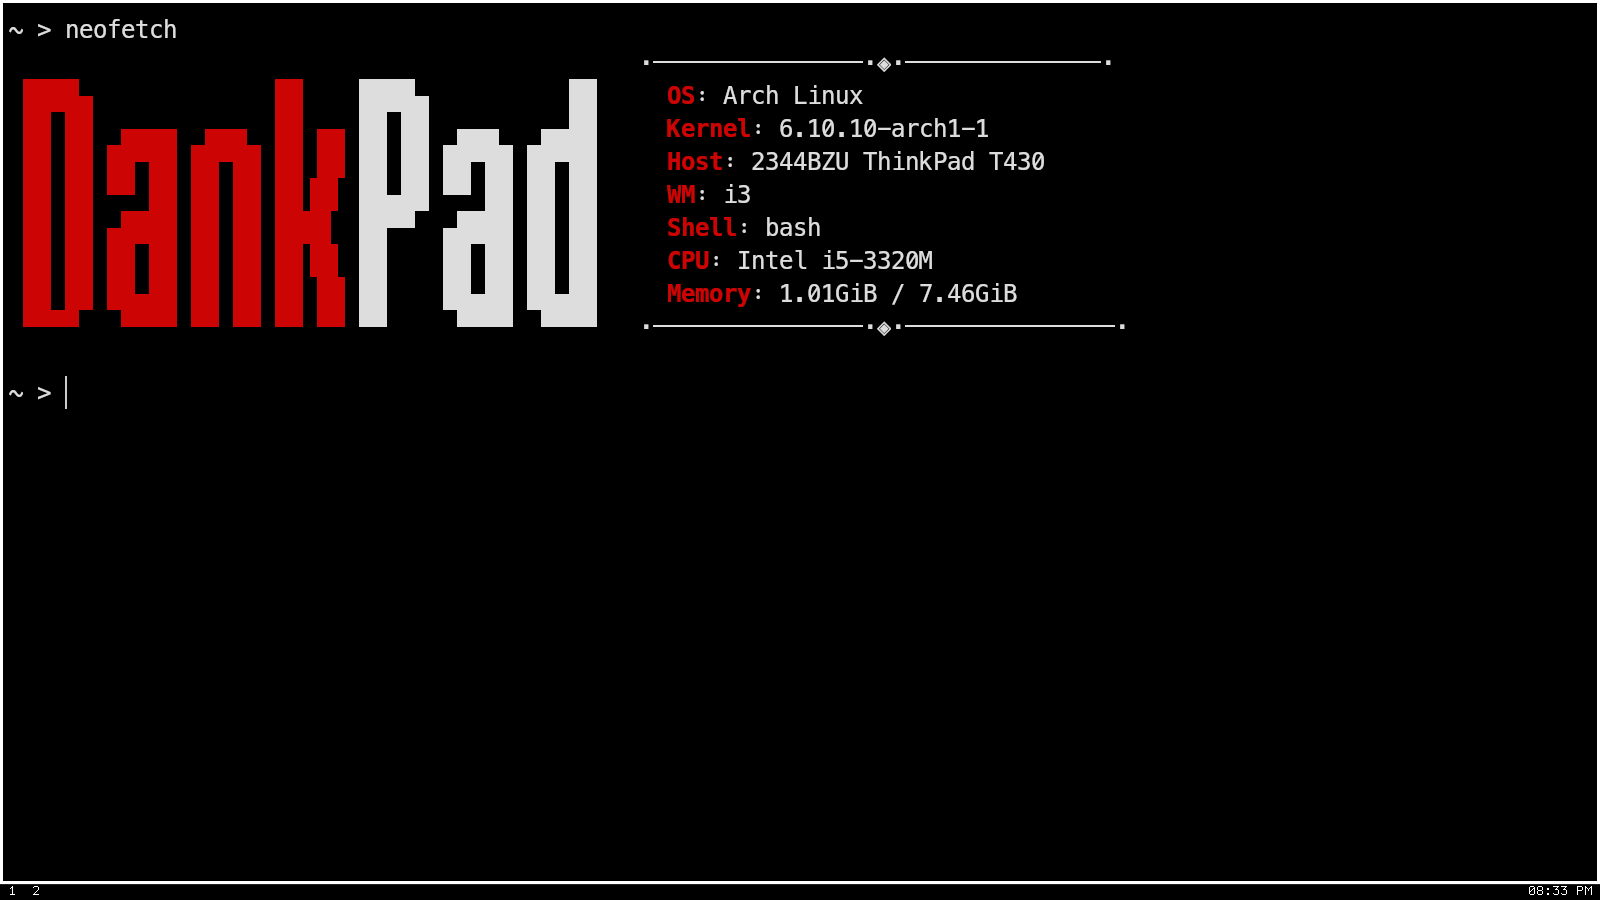 ~ > neofetch
DankPad
OS: Arch Linux
Kernel: 6.10.10-arch1-1
Host: 2344BZU ThinkPad T430
WM: i3
Shell: bash
CPU: Intel i5-3320M
Memory: 1.01GiB / 7.46GiB
~ >
1 2
08:33 PM